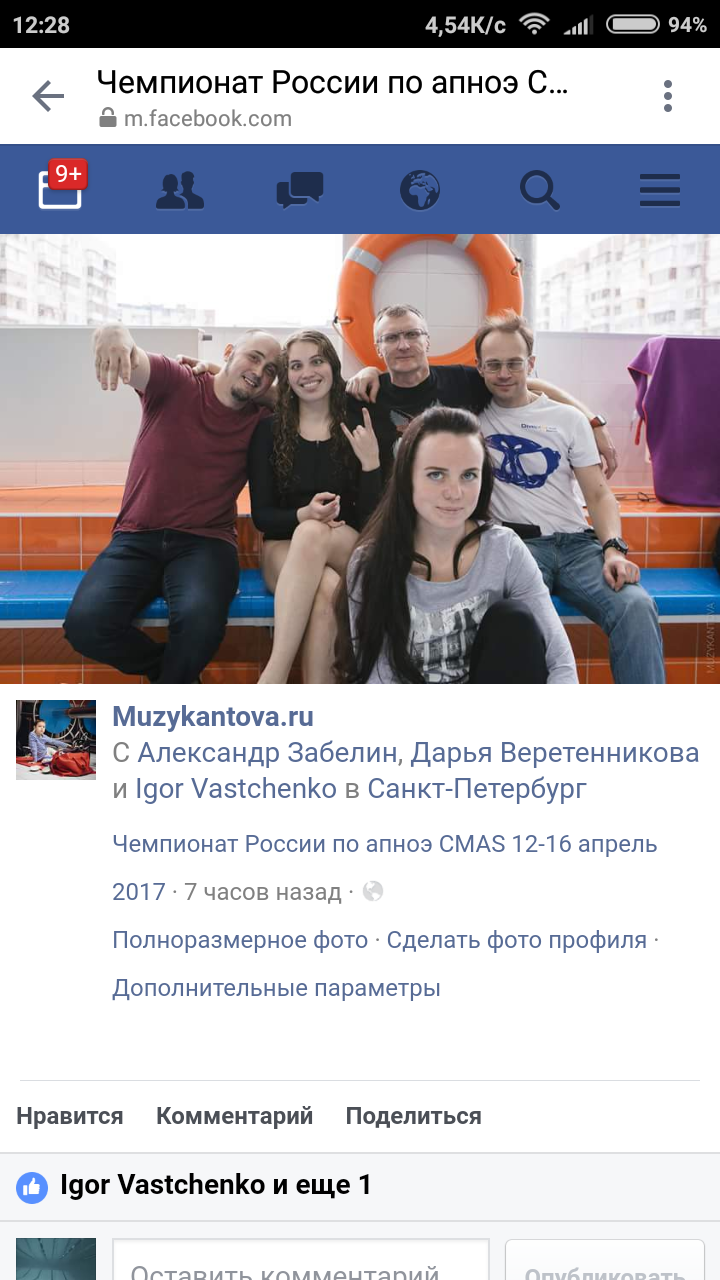 12:28 4,54К/с 94%
Чемпионат России по апноэ С...
m.facebook.com
9+
MUZYKANTOVA
Muzykantova.ru
С Александр Забелин, Дарья Веретенникова
и Igor Vastchenko в Санкт-Петербург
Чемпионат России по апноэ CMAS 12-16 апрель
2017 · 7 часов назад ·
Полноразмерное фото · Сделать фото профиля ·
Дополнительные параметры
Нравится Комментарий Поделиться
Igor Vastchenko и еще 1
Оставить комментарий Опубликовать